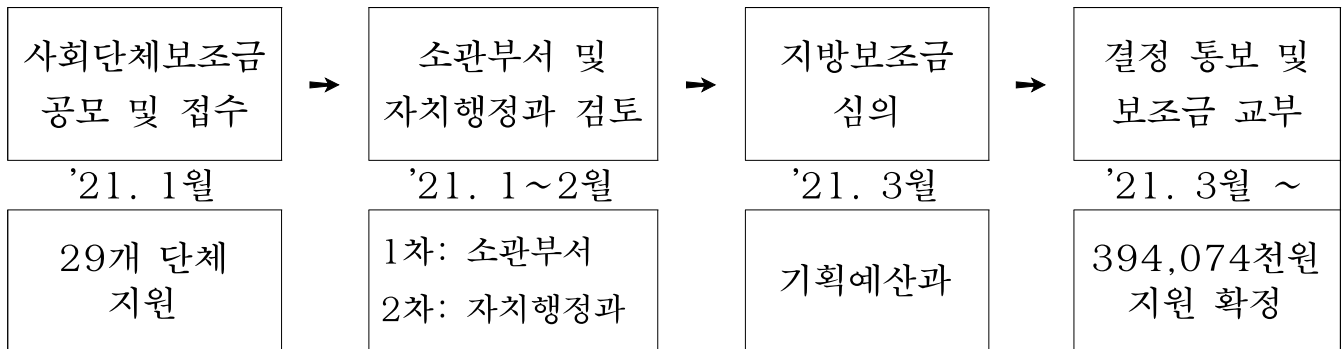 사회단체보조금
공모 및 접수
➞
소관부서 및
자치행정과 검토
➞
지방보조금
심의
➞
결정 통보 및
보조금 교부
’21. 1월
’21. 1~2월
’21. 3월
’21. 3월 ~
29개 단체
지원
1차: 소관부서
2차: 자치행정과
기획예산과
394,074천원
지원 확정